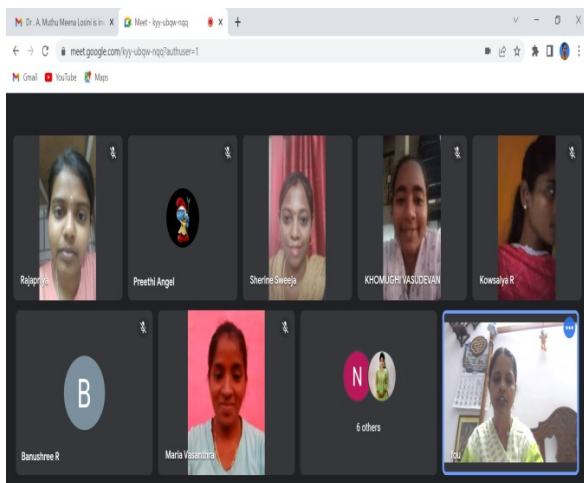 Dr . A. Muthu Meena Losini is in
Meet - kyy-ubqw-nqq
meet.google.com/kyy-ubqw-nqq?authuser=1
Gmail YouTube Maps
Rajapriya
Preethi Angel
Sherine Sweeja
KHOMUGHI VASUDEVAN
Kowsalya R
B
Banushree R
Maria Vasanthra
N
6 others
You